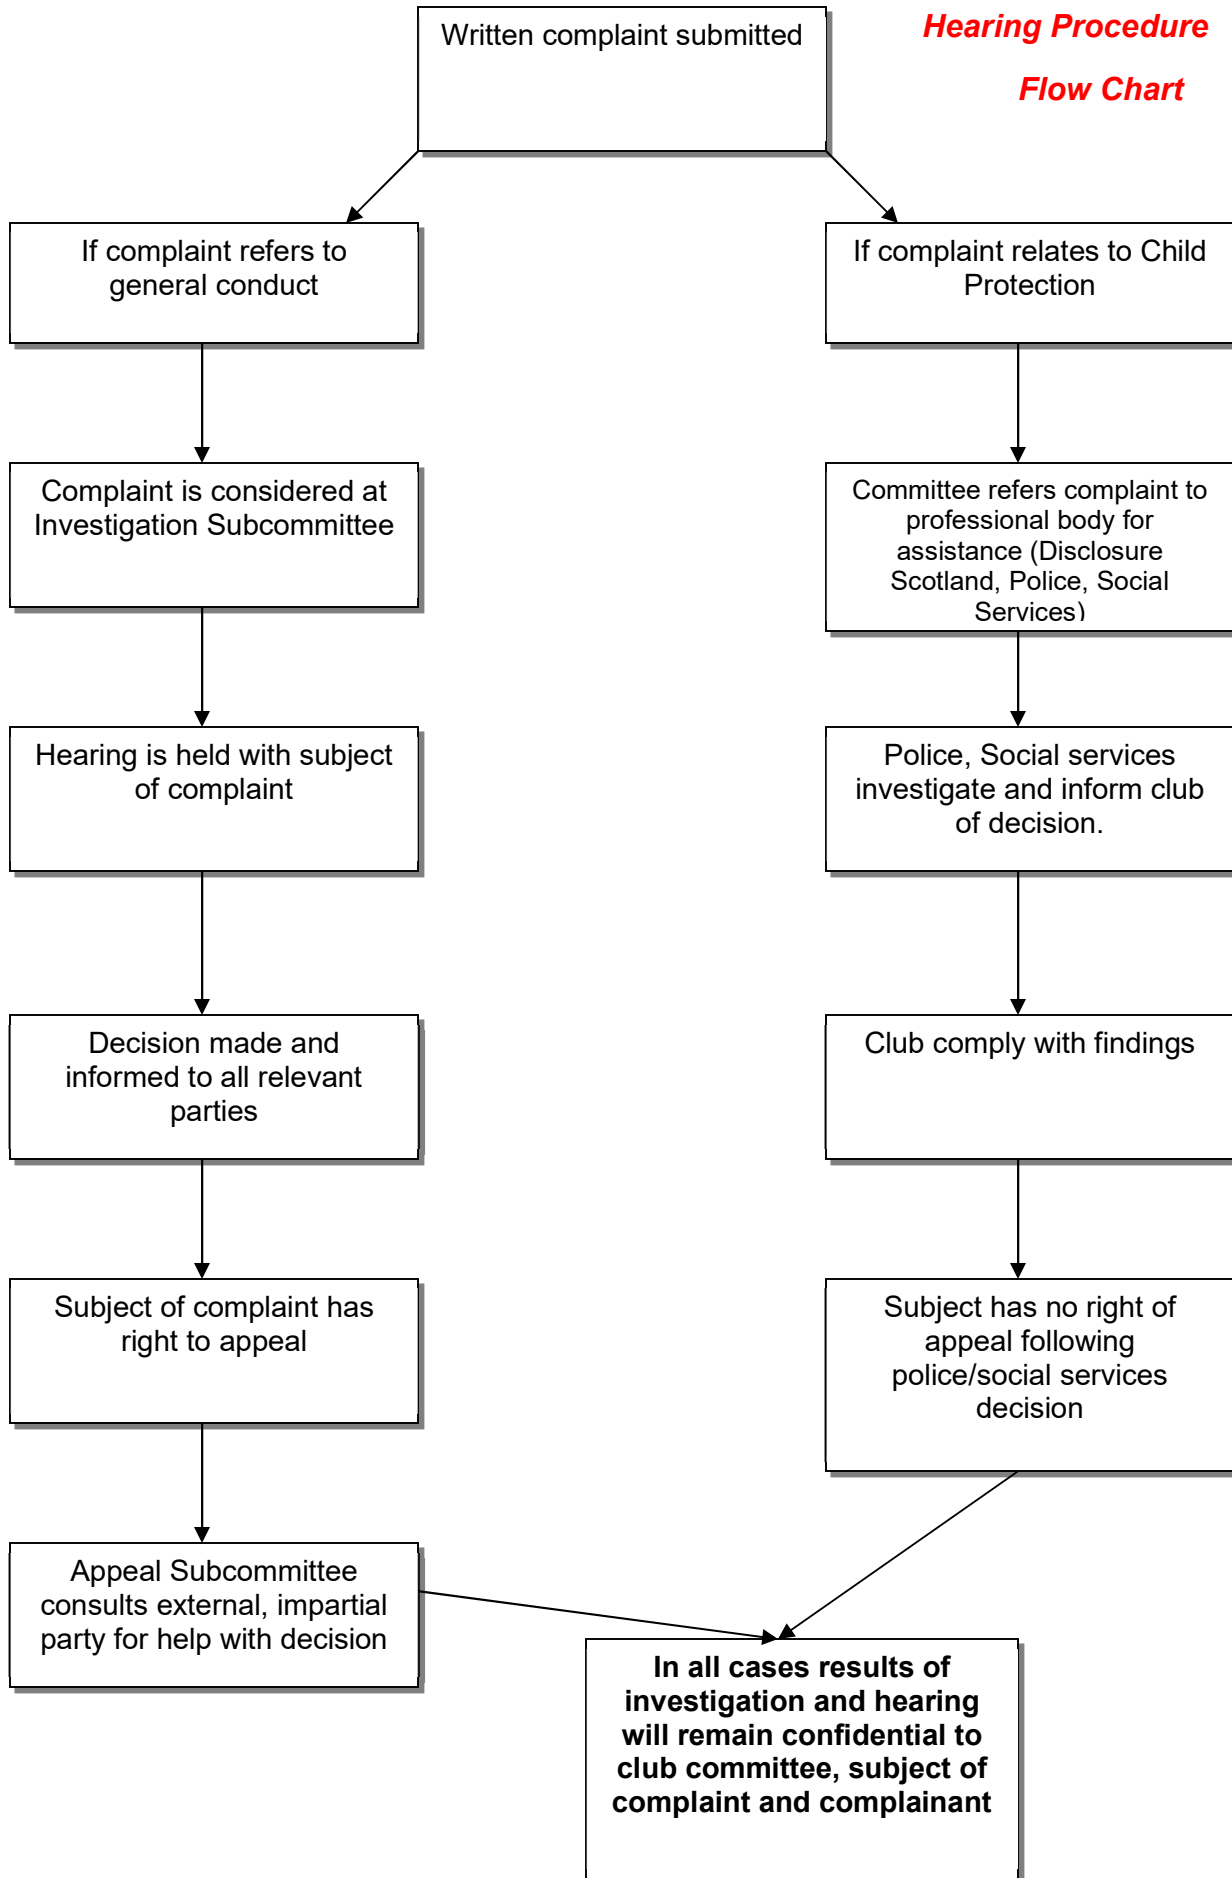 Hearing Procedure
Flow Chart
Written complaint submitted
If complaint refers to
general conduct
If complaint relates to Child
Protection
Complaint is considered at
Investigation Subcommittee
Committee refers complaint to
professional body for
assistance (Disclosure
Scotland, Police, Social
Services)
Hearing is held with subject
of complaint
Police, Social services
investigate and inform club
of decision.
Decision made and
informed to all relevant
parties
Club comply with findings
Subject of complaint has
right to appeal
Subject has no right of
appeal following
police/social services
decision
Appeal Subcommittee
consults external, impartial
party for help with decision
In all cases results of
investigation and hearing
will remain confidential to
club committee, subject of
complaint and complainant